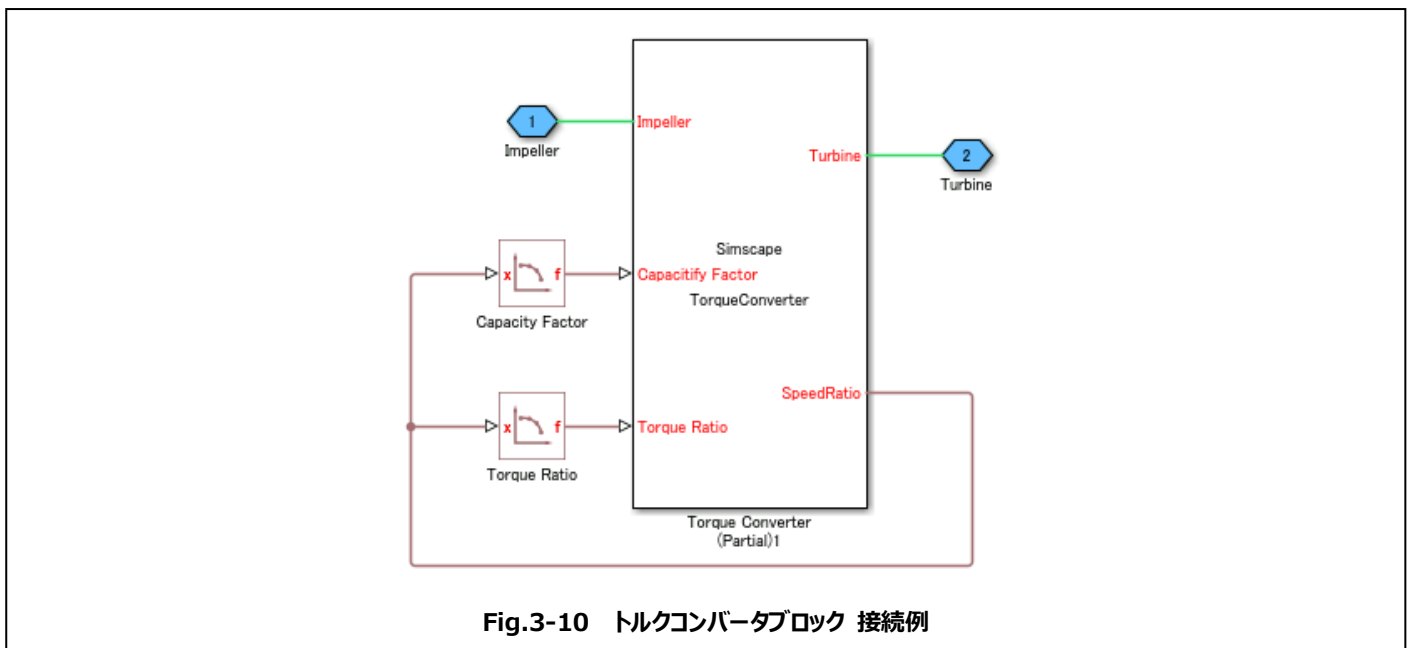 1
Impeller
Impeller
Turbine
2
Turbine
Simscape
Capacitify Factor
TorqueConverter
x f
Capacity Factor
SpeedRatio
x f
Torque Ratio
Torque Ratio
Torque Converter
(Partial)1
Fig.3-10 トルクコンバータブロック 接続例